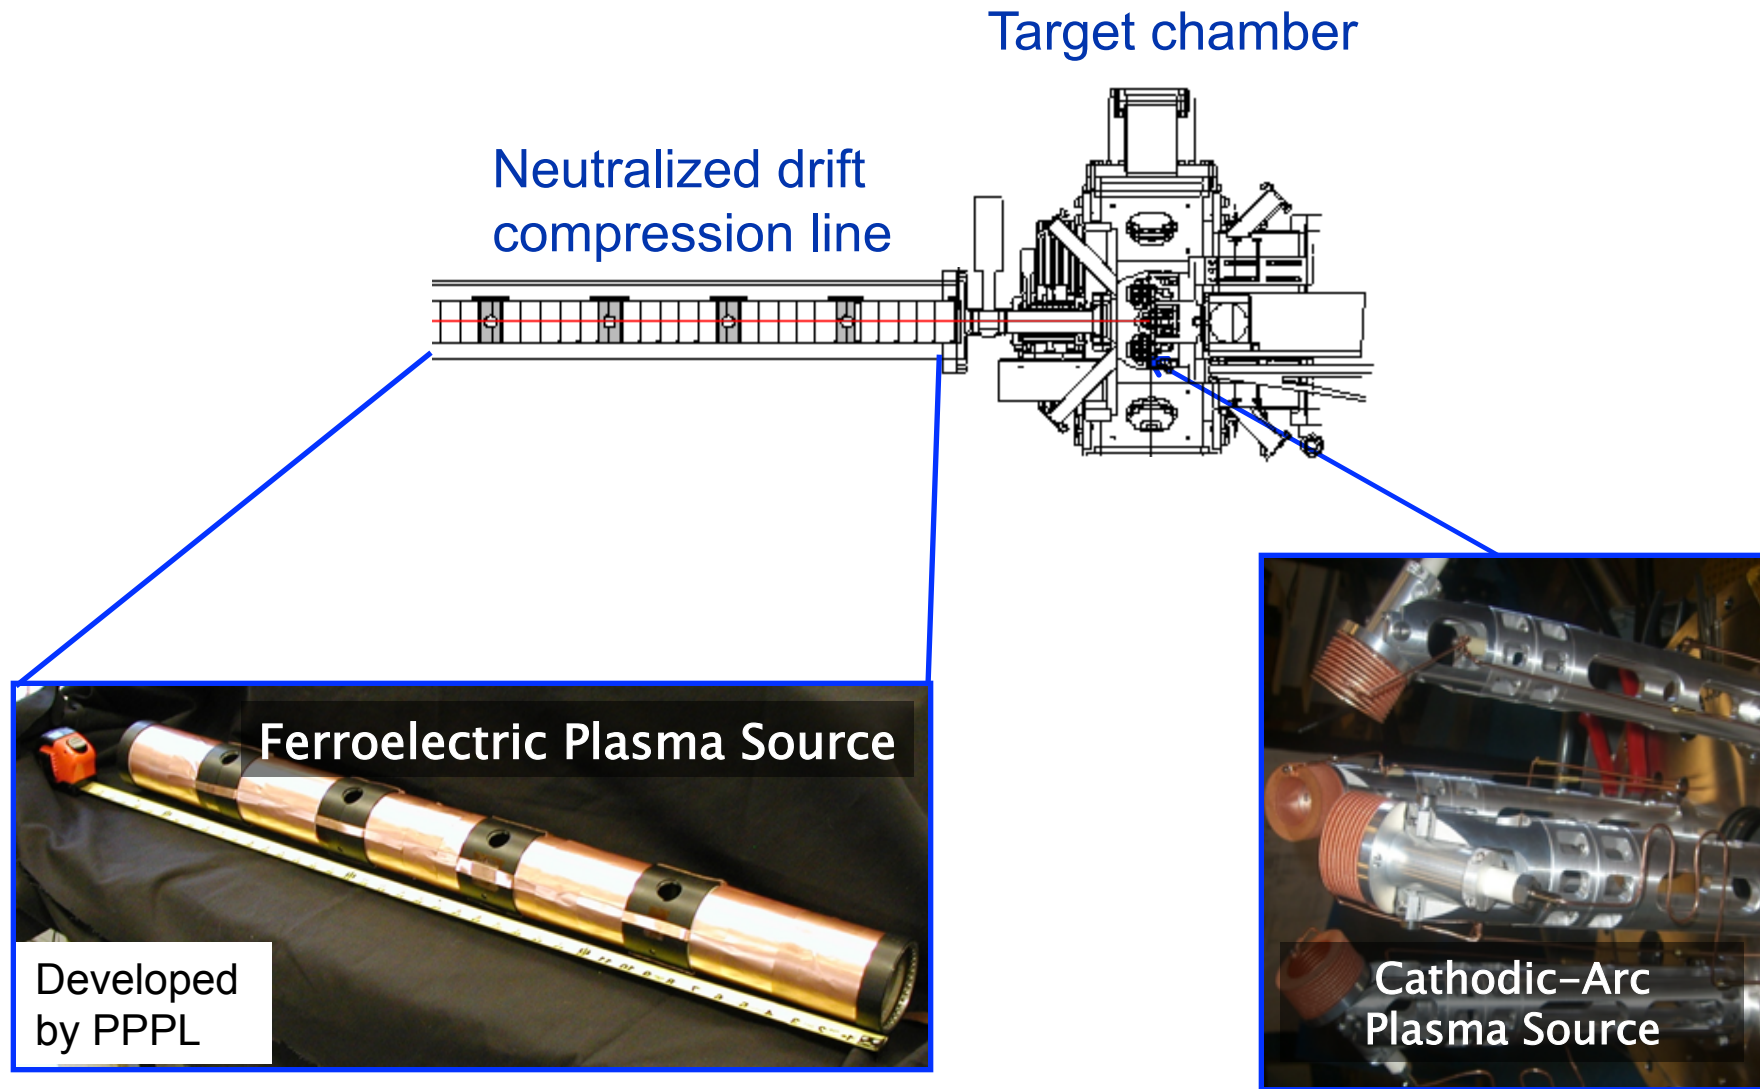 Target chamber
Neutralized drift
compression line
Ferroelectric Plasma Source
Developed
by PPPL
Cathodic-Arc
Plasma Source